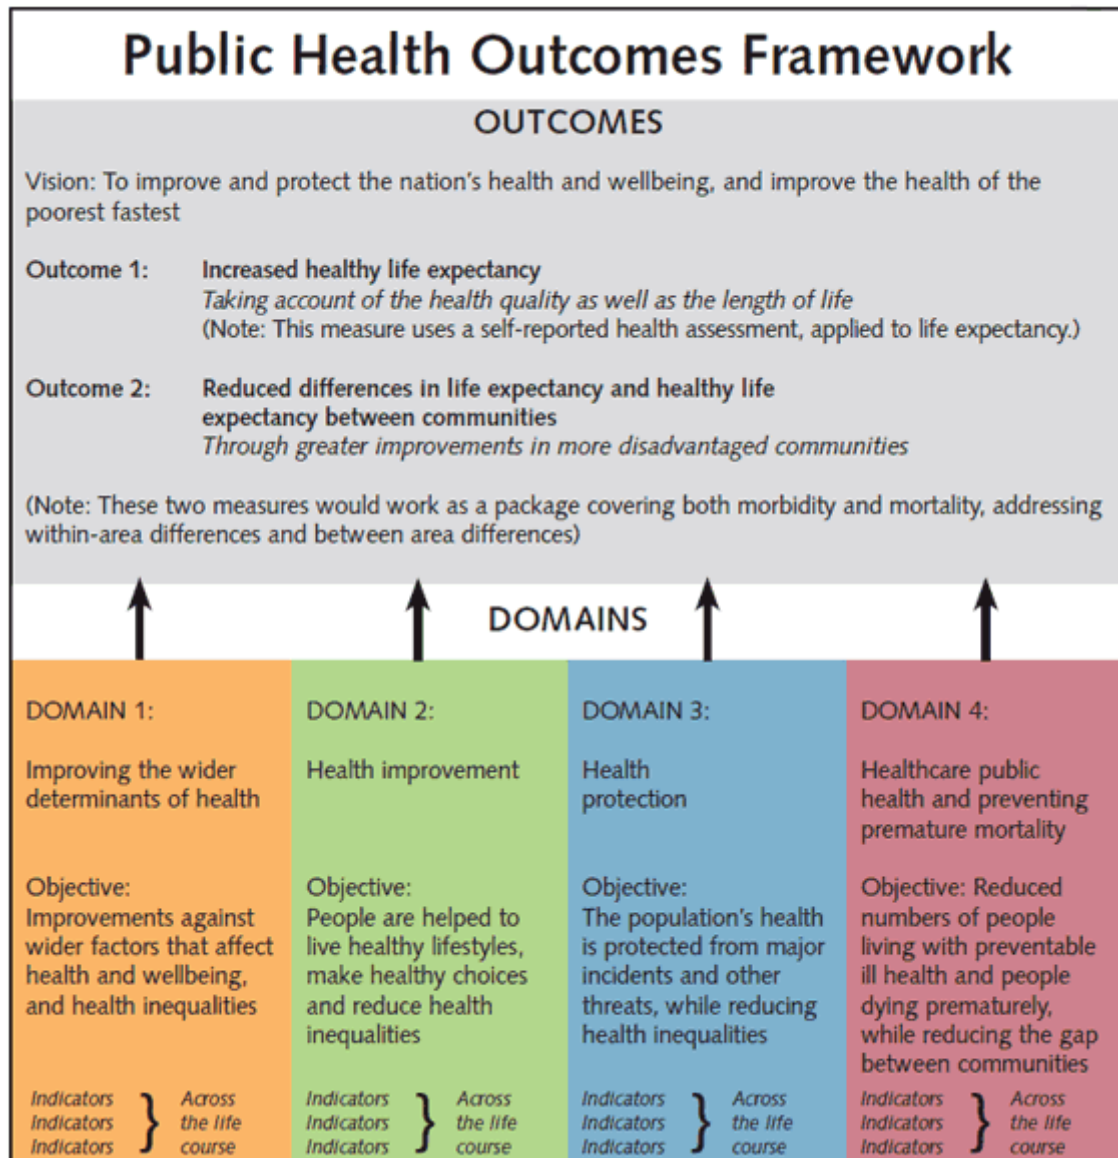 Public Health Outcomes Framework
OUTCOMES
Vision: To improve and protect the nation's health and wellbeing, and improve the health of the
poorest fastest
Outcome 1: Increased healthy life expectancy
Taking account of the health quality as well as the length of life
(Note: This measure uses a self-reported health assessment, applied to life expectancy.)
Outcome 2: Reduced differences in life expectancy and healthy life
expectancy between communities
Through greater improvements in more disadvantaged communities
(Note: These two measures would work as a package covering both morbidity and mortality, addressing
within-area differences and between area differences)
DOMAINS
DOMAIN 1:
Improving the wider
determinants of health
Objective:
Improvements against
wider factors that affect
health and wellbeing,
and health inequalities
Indicators
Indicators
Indicators
Across
the life
course
DOMAIN 2:
Health improvement
Objective:
People are helped to
live healthy lifestyles,
make healthy choices
and reduce health
inequalities
Indicators
Indicators
Indicators
Across
the life
course
DOMAIN 3:
Health
protection
Objective:
The population's health
is protected from major
incidents and other
threats, while reducing
health inequalities
Indicators
Indicators
Indicators
Across
the life
course
DOMAIN 4:
Healthcare public
health and preventing
premature mortality
Objective: Reduced
numbers of people
living with preventable
ill health and people
dying prematurely,
while reducing the gap
between communities
Indicators
Indicators
Indicators
Across
the life
course